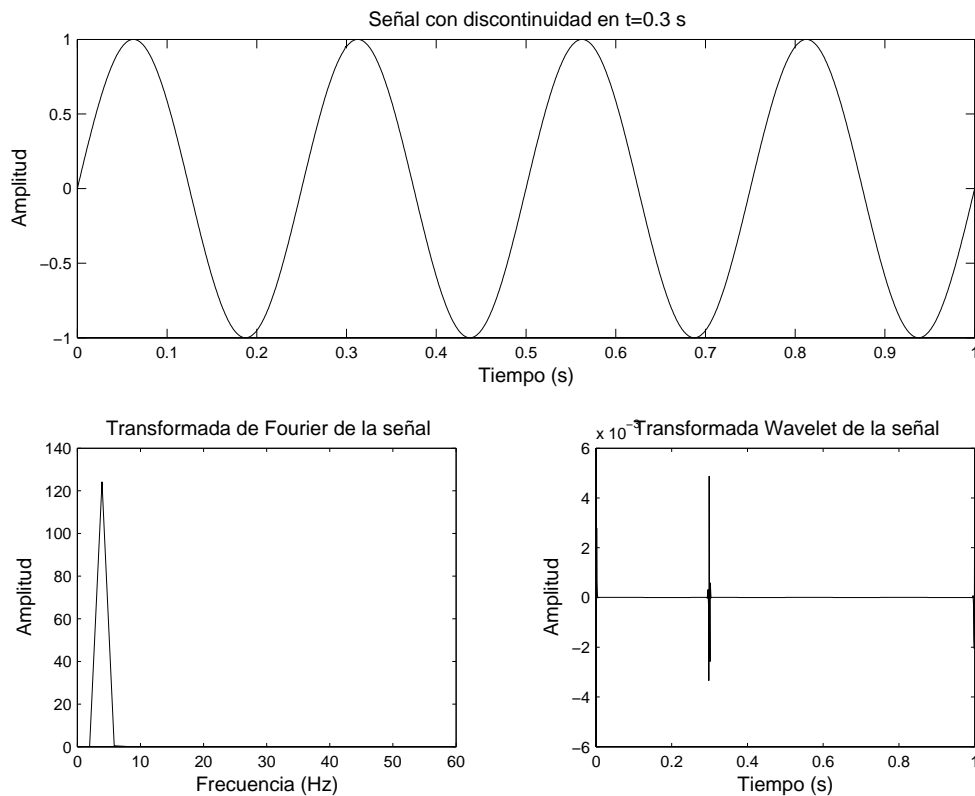 Señal con discontinuidad en t=0.3 s
1
0.5
0
−0.5
−1
Amplitud
0 0.1 0.2 0.3 0.4 0.5 0.6 0.7 0.8 0.9 1
Tiempo (s)
Transformada de Fourier de la señal
140
120
100
80
60
40
20
0
Amplitud
0 10 20 30 40 50 60
Frecuencia (Hz)
x 10−3
Transformada Wavelet de la señal
6
4
2
0
−2
−4
−6
Amplitud
0 0.2 0.4 0.6 0.8 1
Tiempo (s)